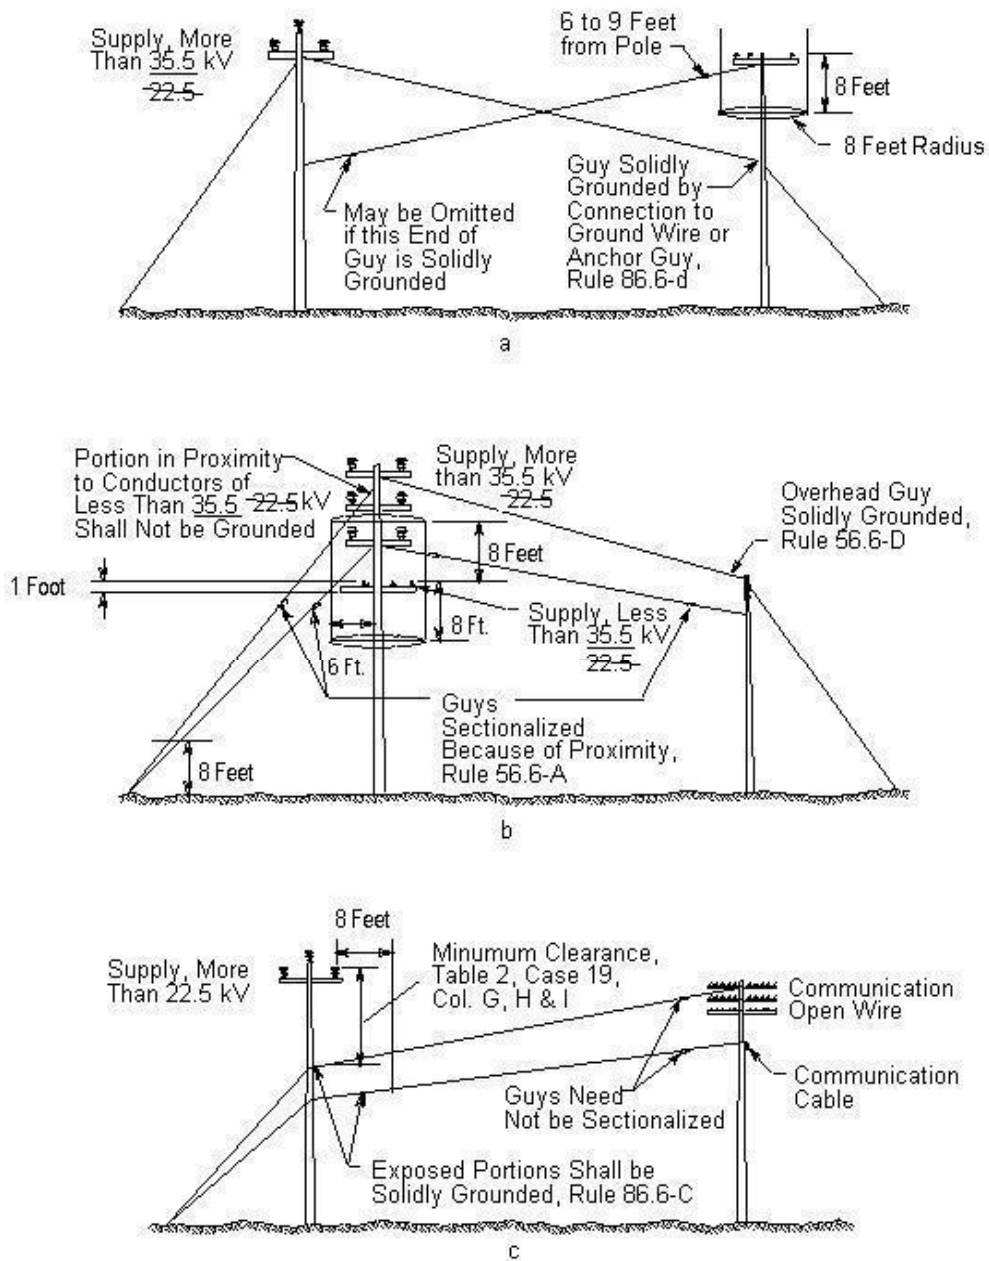 Supply, More
Than 35.5 kV
22.5
6 to 9 Feet
from Pole
8 Feet
8 Feet Radius
May be Omitted
if this End of
Guy is Solidly
Grounded
Guy Solidly
Grounded by
Connection to
Ground Wire or
Anchor Guy,
Rule 86.6-d
a
Portion in Proximity
to Conductors of
Less Than 35.5 22.5 kV
Shall Not be Grounded
Supply, More
than 35.5 kV
22.5
Overhead Guy
Solidly Grounded,
Rule 56.6-D
8 Feet
1 Foot
8 Ft.
Supply, Less
Than 35.5 kV
22.5
6 Ft.
Guys
Sectionalized
Because of Proximity,
Rule 56.6-A
8 Feet
b
8 Feet
Supply, More
Than 22.5 kV
Minumum Clearance,
Table 2, Case 19,
Col. G, H & I
Communication
Open Wire
Guys Need
Not be Sectionalized
Communication
Cable
Exposed Portions Shall be
Solidly Grounded, Rule 86.6-C
c